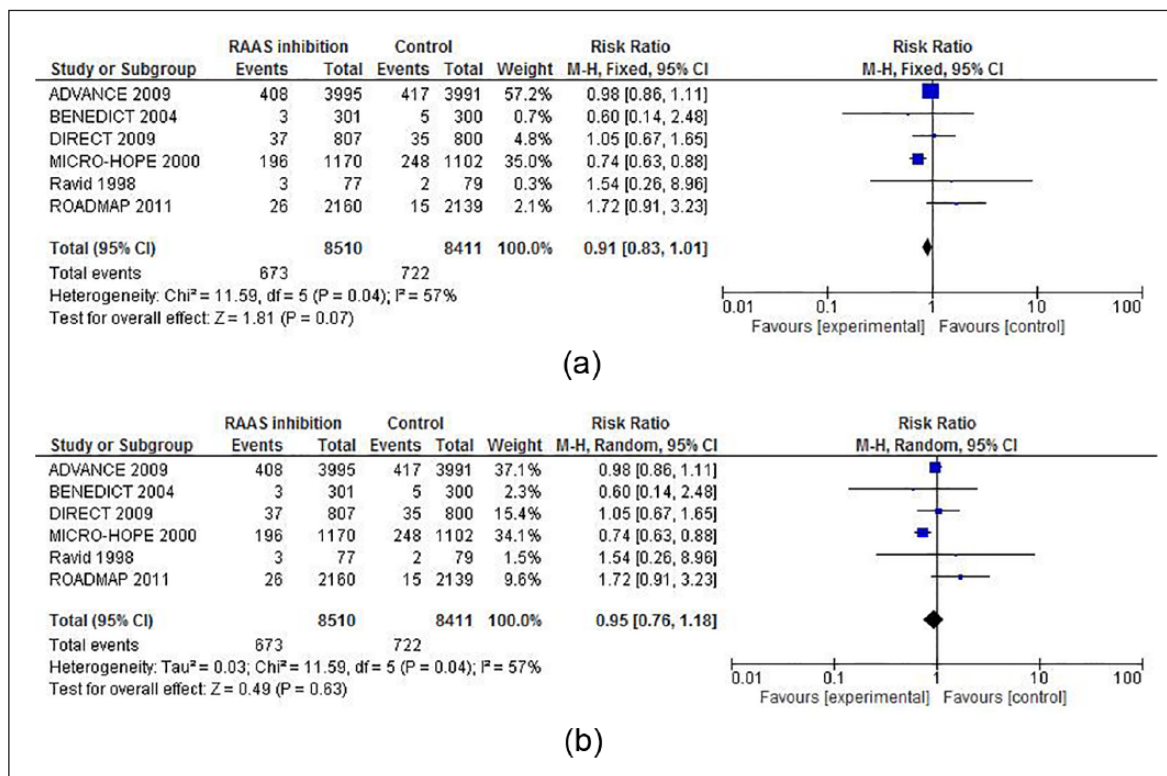 RAAS inhibition Control Risk Ratio Risk Ratio
Study or Subgroup Events Total Events Total Weight M-H, Fixed, 95% CI M-H, Fixed, 95% CI
ADVANCE 2009 408 3995 417 3991 57.2% 0.98 [0.86, 1.11]
BENEDICT 2004 3 301 5 300 0.7% 0.60 [0.14, 2.48]
DIRECT 2009 37 807 35 800 4.8% 1.05 [0.67, 1.65]
MICRO-HOPE 2000 196 1170 248 1102 35.0% 0.74 [0.63, 0.88]
Ravid 1998 3 77 2 79 0.3% 1.54 [0.26, 8.96]
ROADMAP 2011 26 2160 15 2139 2.1% 1.72 [0.91, 3.23]
Total (95% CI) 8510 8411 100.0% 0.91 [0.83, 1.01]
Total events 673 722
Heterogeneity: Chi² = 11.59, df = 5 (P = 0.04); I² = 57%
Test for overall effect: Z = 1.81 (P = 0.07)
0.01 0.1 1 10 100
Favours [experimental] Favours [control]
(a)
RAAS inhibition Control Risk Ratio Risk Ratio
Study or Subgroup Events Total Events Total Weight M-H, Random, 95% CI M-H, Random, 95% CI
ADVANCE 2009 408 3995 417 3991 37.1% 0.98 [0.86, 1.11]
BENEDICT 2004 3 301 5 300 2.3% 0.60 [0.14, 2.48]
DIRECT 2009 37 807 35 800 15.4% 1.05 [0.67, 1.65]
MICRO-HOPE 2000 196 1170 248 1102 34.1% 0.74 [0.63, 0.88]
Ravid 1998 3 77 2 79 1.5% 1.54 [0.26, 8.96]
ROADMAP 2011 26 2160 15 2139 9.6% 1.72 [0.91, 3.23]
Total (95% CI) 8510 8411 100.0% 0.95 [0.76, 1.18]
Total events 673 722
Heterogeneity: Tau² = 0.03; Chi² = 11.59, df = 5 (P = 0.04); I² = 57%
Test for overall effect: Z = 0.49 (P = 0.63)
0.01 0.1 1 10 100
Favours [experimental] Favours [control]
(b)